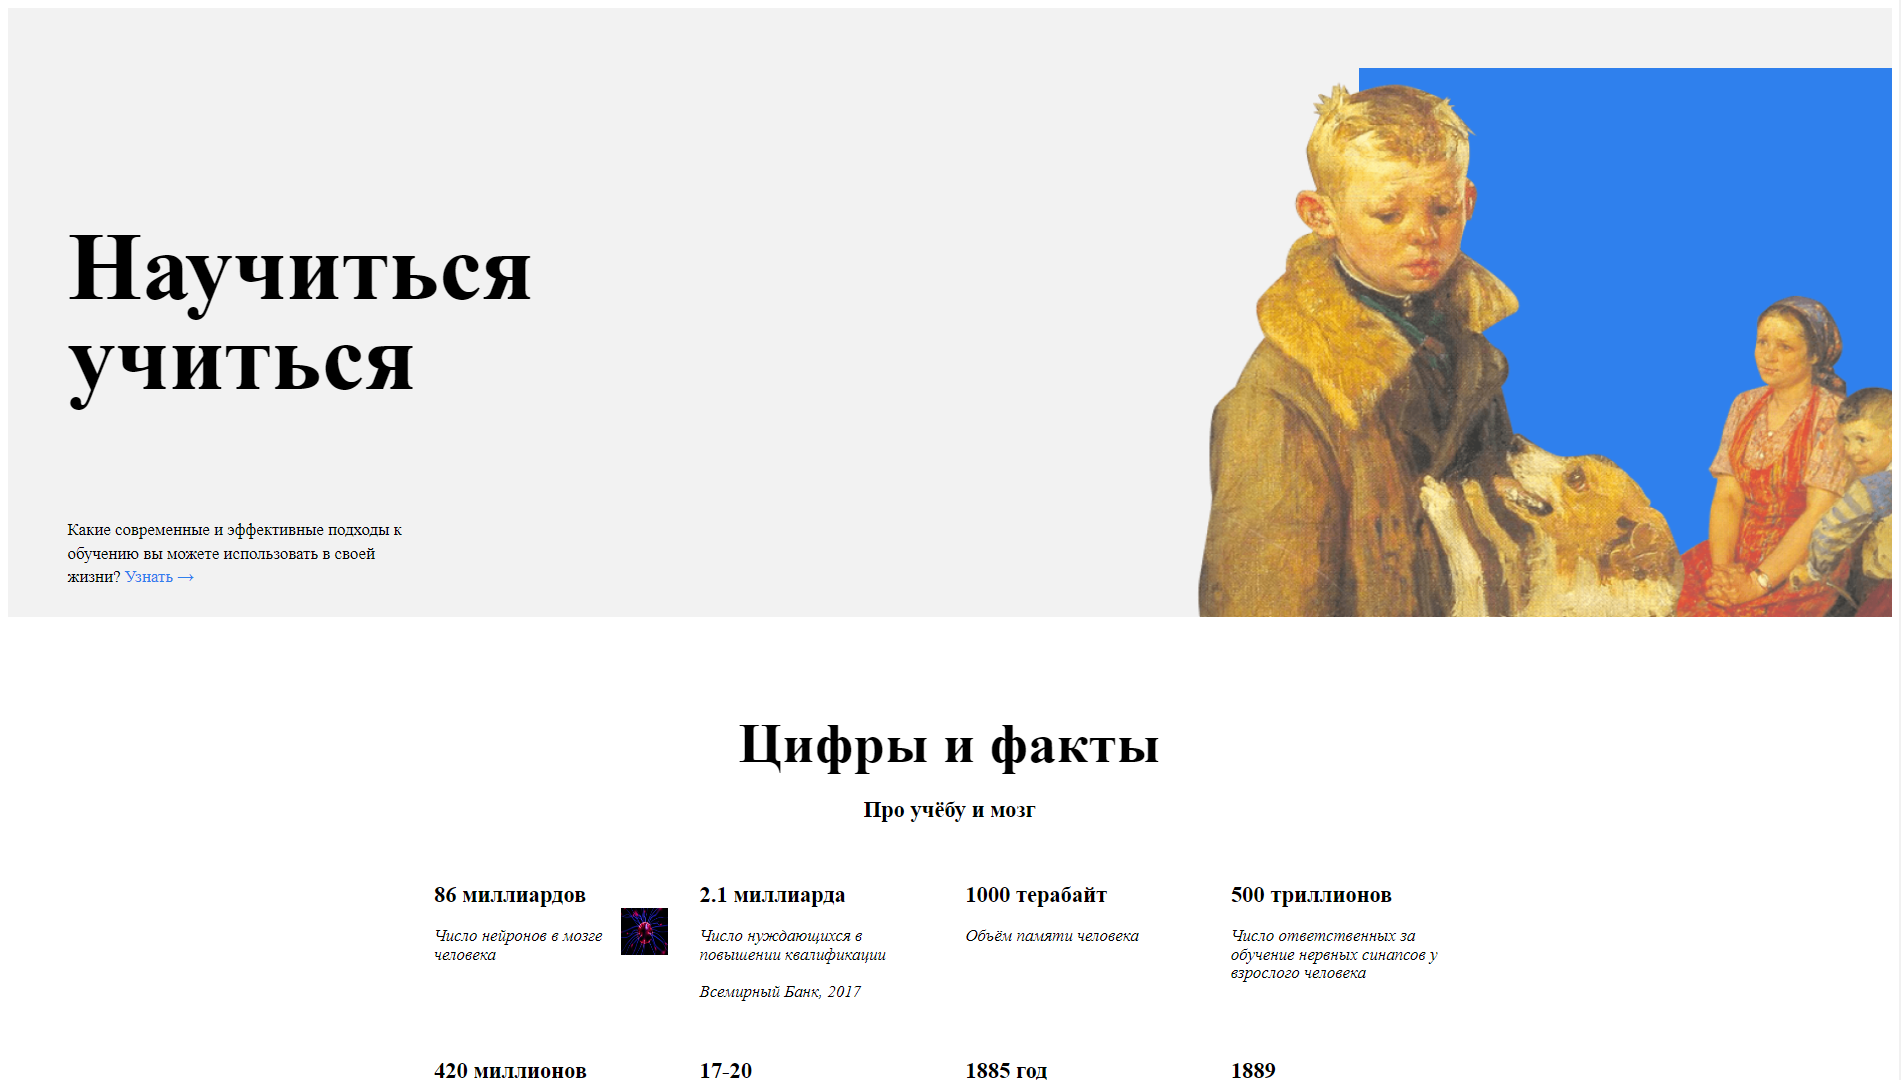 Научиться
учиться
Какие современные и эффективные подходы к
обучению вы можете использовать в своей
жизни? Узнать →
Цифры и факты
Про учёбу и мозг
86 миллиардов
Число нейронов в мозге
человека
2.1 миллиарда
Число нуждающихся в
повышении квалификации
Всемирный Банк, 2017
1000 терабайт
Объём памяти человека
500 триллионов
Число ответственных за
обучение нервных синапсов у
взрослого человека
420 миллионов
17-20
1885 год
1889